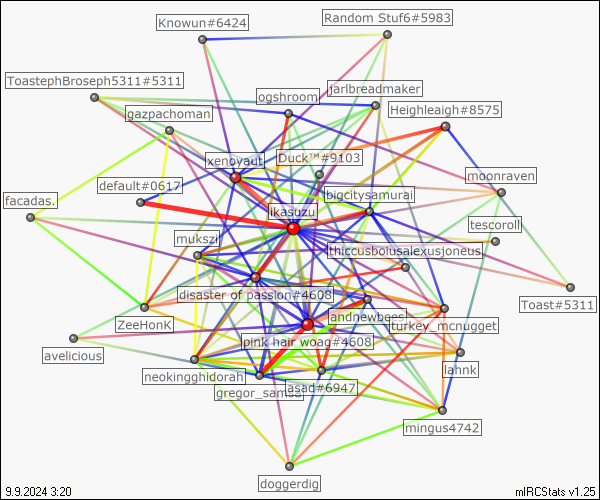 Knowun#6424
Random Stuf6#5983
ToastephBroseph5311#5311
jarlbreadmaker
ogshroom
Heighleaigh#8575
gazpachoman
Duck™#9103
xenoyaut
moonraven
default#0617
bigcitysamurai
facadas.
ikasuzu
tescoroll
mukszi
thiccusboiusalexusjoneus
disaster of passion#4608
Toast#5311
andnewbees
ZeeHonK
turkey_mcnugget
pink hair woag#4608
avelicious
lahnk
neokingghidorah
asad#6947
gregor_samsa
mingus4742
doggerdig
9.9.2024 3:20
mIRCStats v1.25